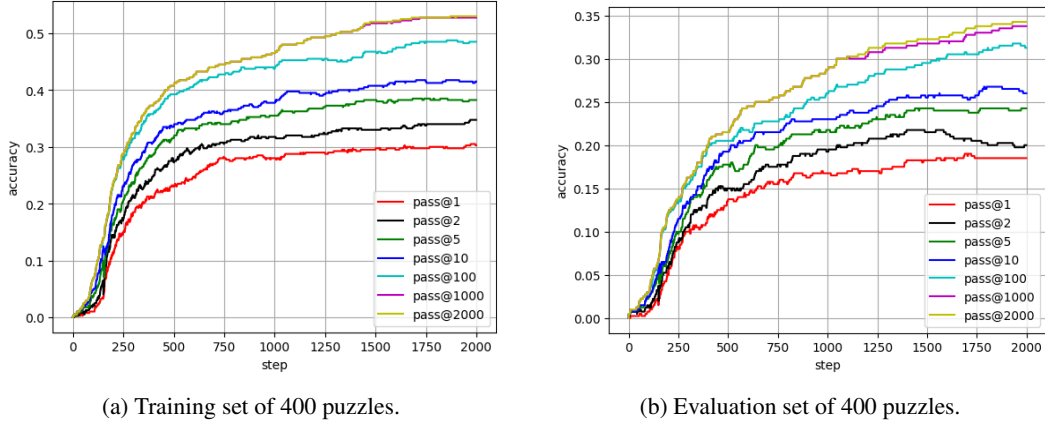 0.5
0.4
0.3
0.2
0.1
0.0
accuracy
0 250 500 750 1000 1250 1500 1750 2000
step
pass@1
pass@2
pass@5
pass@10
pass@100
pass@1000
pass@2000
(a) Training set of 400 puzzles.
0.35
0.30
0.25
0.20
0.15
0.10
0.05
0.00
accuracy
0 250 500 750 1000 1250 1500 1750 2000
step
pass@1
pass@2
pass@5
pass@10
pass@100
pass@1000
pass@2000
(b) Evaluation set of 400 puzzles.